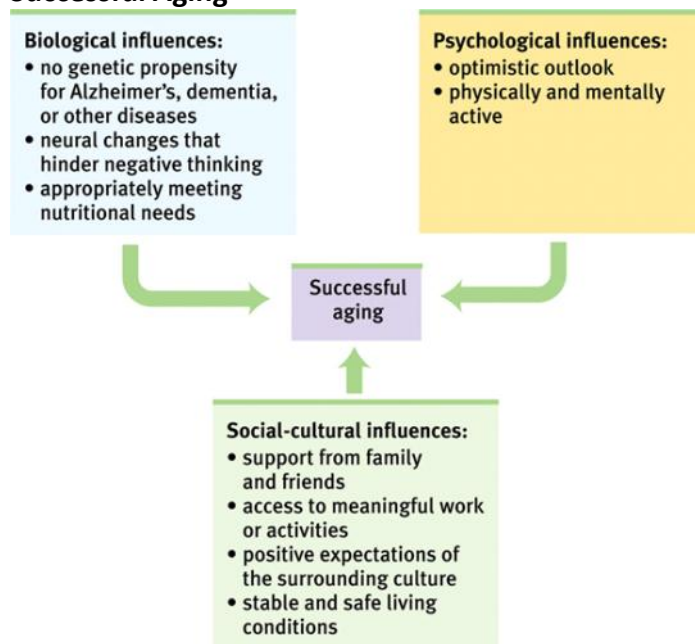 Successful Aging
Biological influences:
• no genetic propensity
for Alzheimer's, dementia,
or other diseases
• neural changes that
hinder negative thinking
• appropriately meeting
nutritional needs
Psychological influences:
• optimistic outlook
• physically and mentally
active
Successful
aging
Social-cultural influences:
• support from family
and friends
• access to meaningful work
or activities
• positive expectations of
the surrounding culture
• stable and safe living
conditions